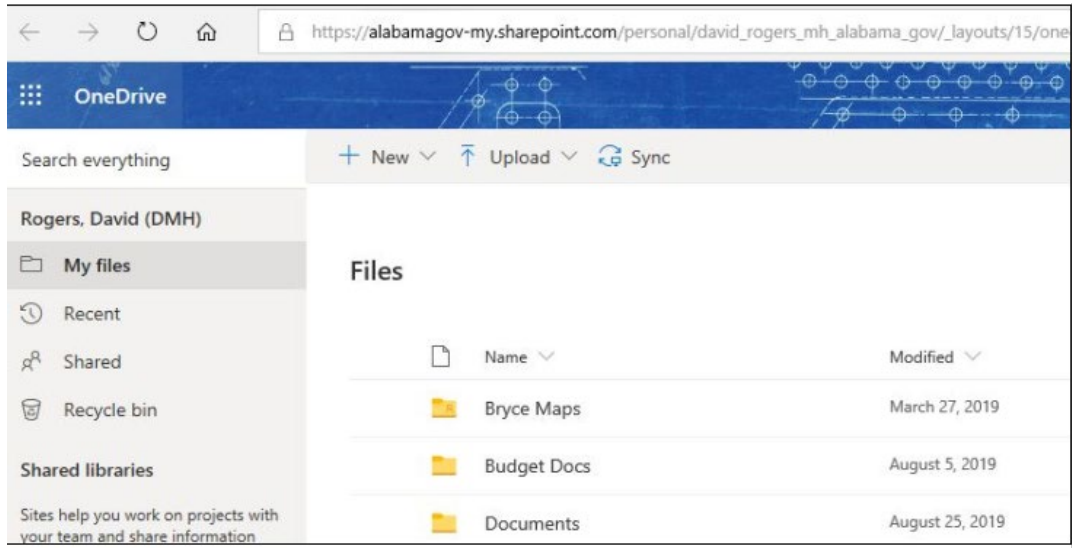 https://alabamagov-my.sharepoint.com/personal/david_rogers_mh_alabama_gov/_layouts/15/one
OneDrive
Search everything
New Upload Sync
Rogers, David (DMH)
My files
Files
Recent
Name Modified
Shared
Bryce Maps March 27, 2019
Recycle bin
Budget Docs August 5, 2019
Shared libraries
Sites help you work on projects with
your team and share information
Documents August 25, 2019